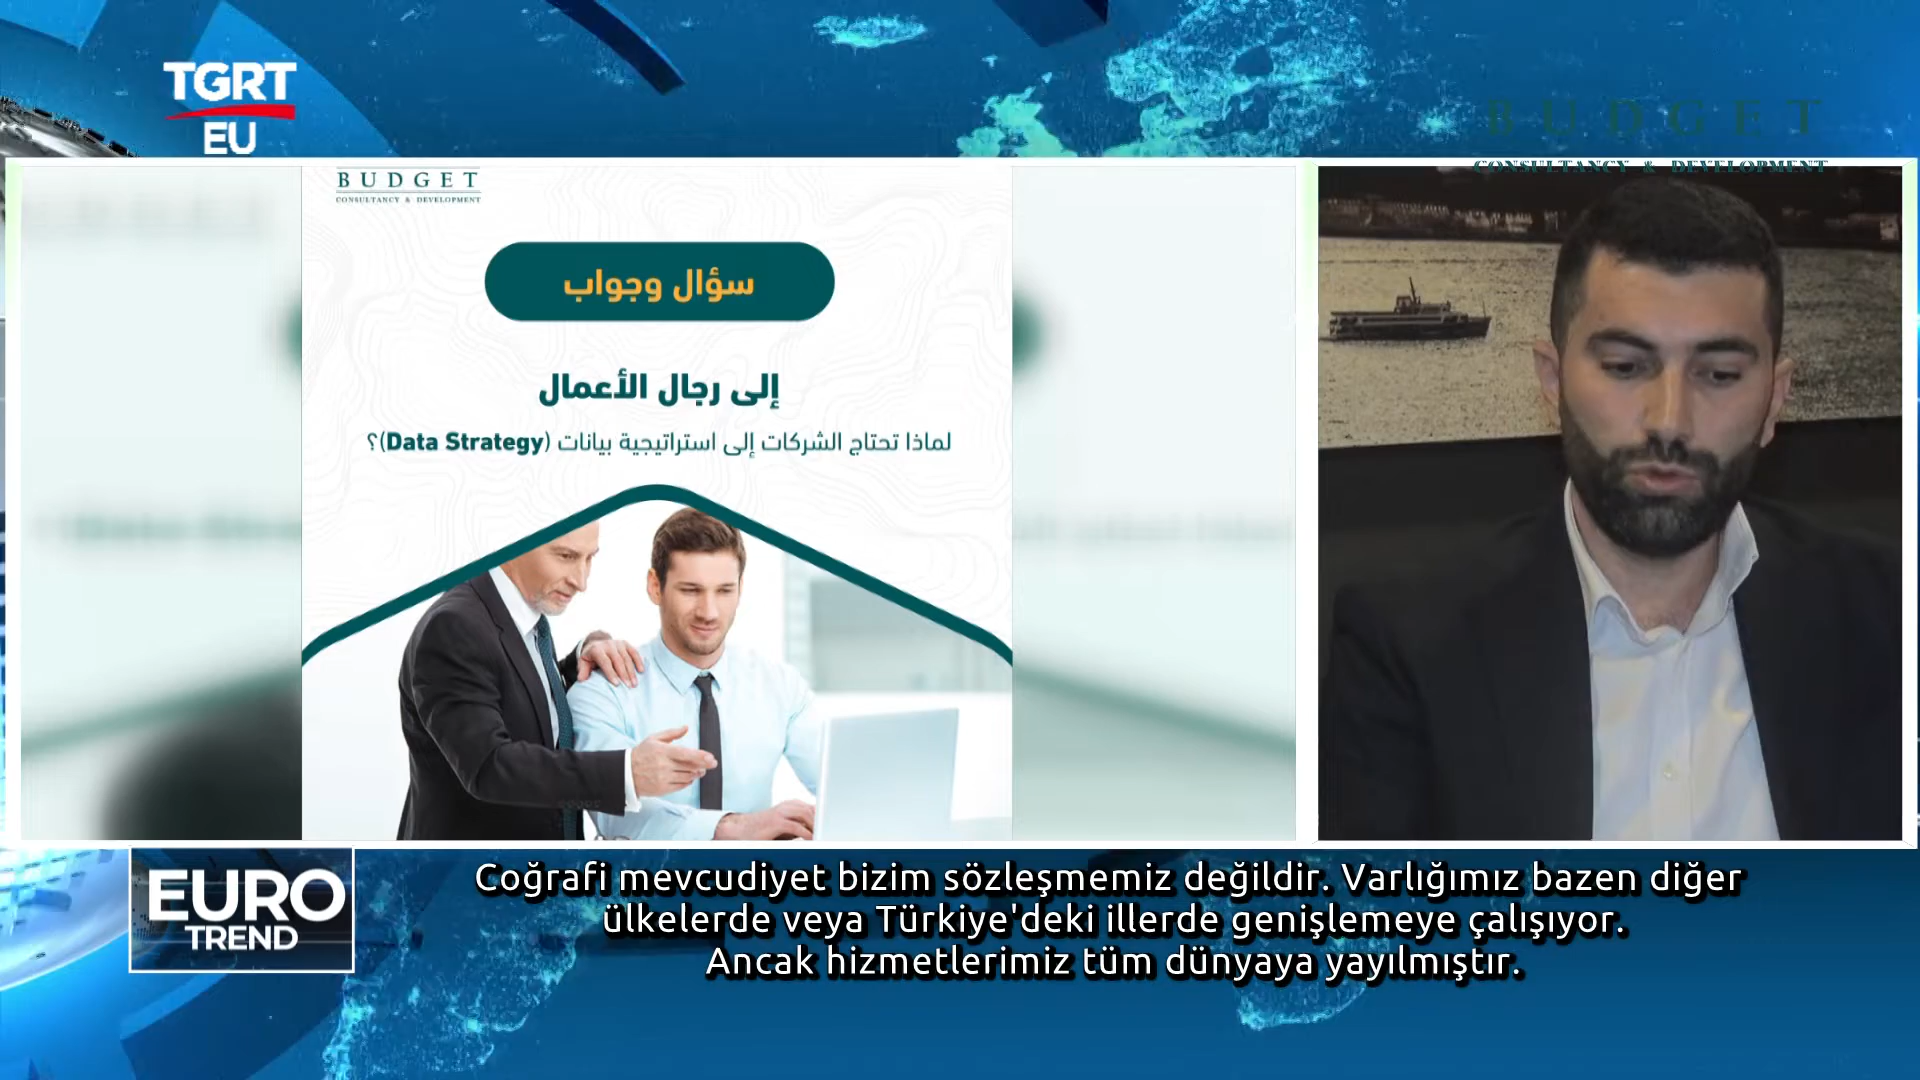 TGRT
EU
BUDGET
CONSULTANCY & DEVELOPMENT
BUDGET
CONSULTANCY & DEVELOPMENT
سؤال وجواب
إلى رجال الأعمال
لماذا تحتاج الشركات إلى استراتيجية بيانات (Data Strategy)؟
EURO
TREND
Coğrafi mevcudiyet bizim sözleşmemiz değildir. Varlığımız bazen diğer
ülkelerde veya Türkiye'deki illerde genişlemeye çalışıyor.
Ancak hizmetlerimiz tüm dünyaya yayılmıştır.